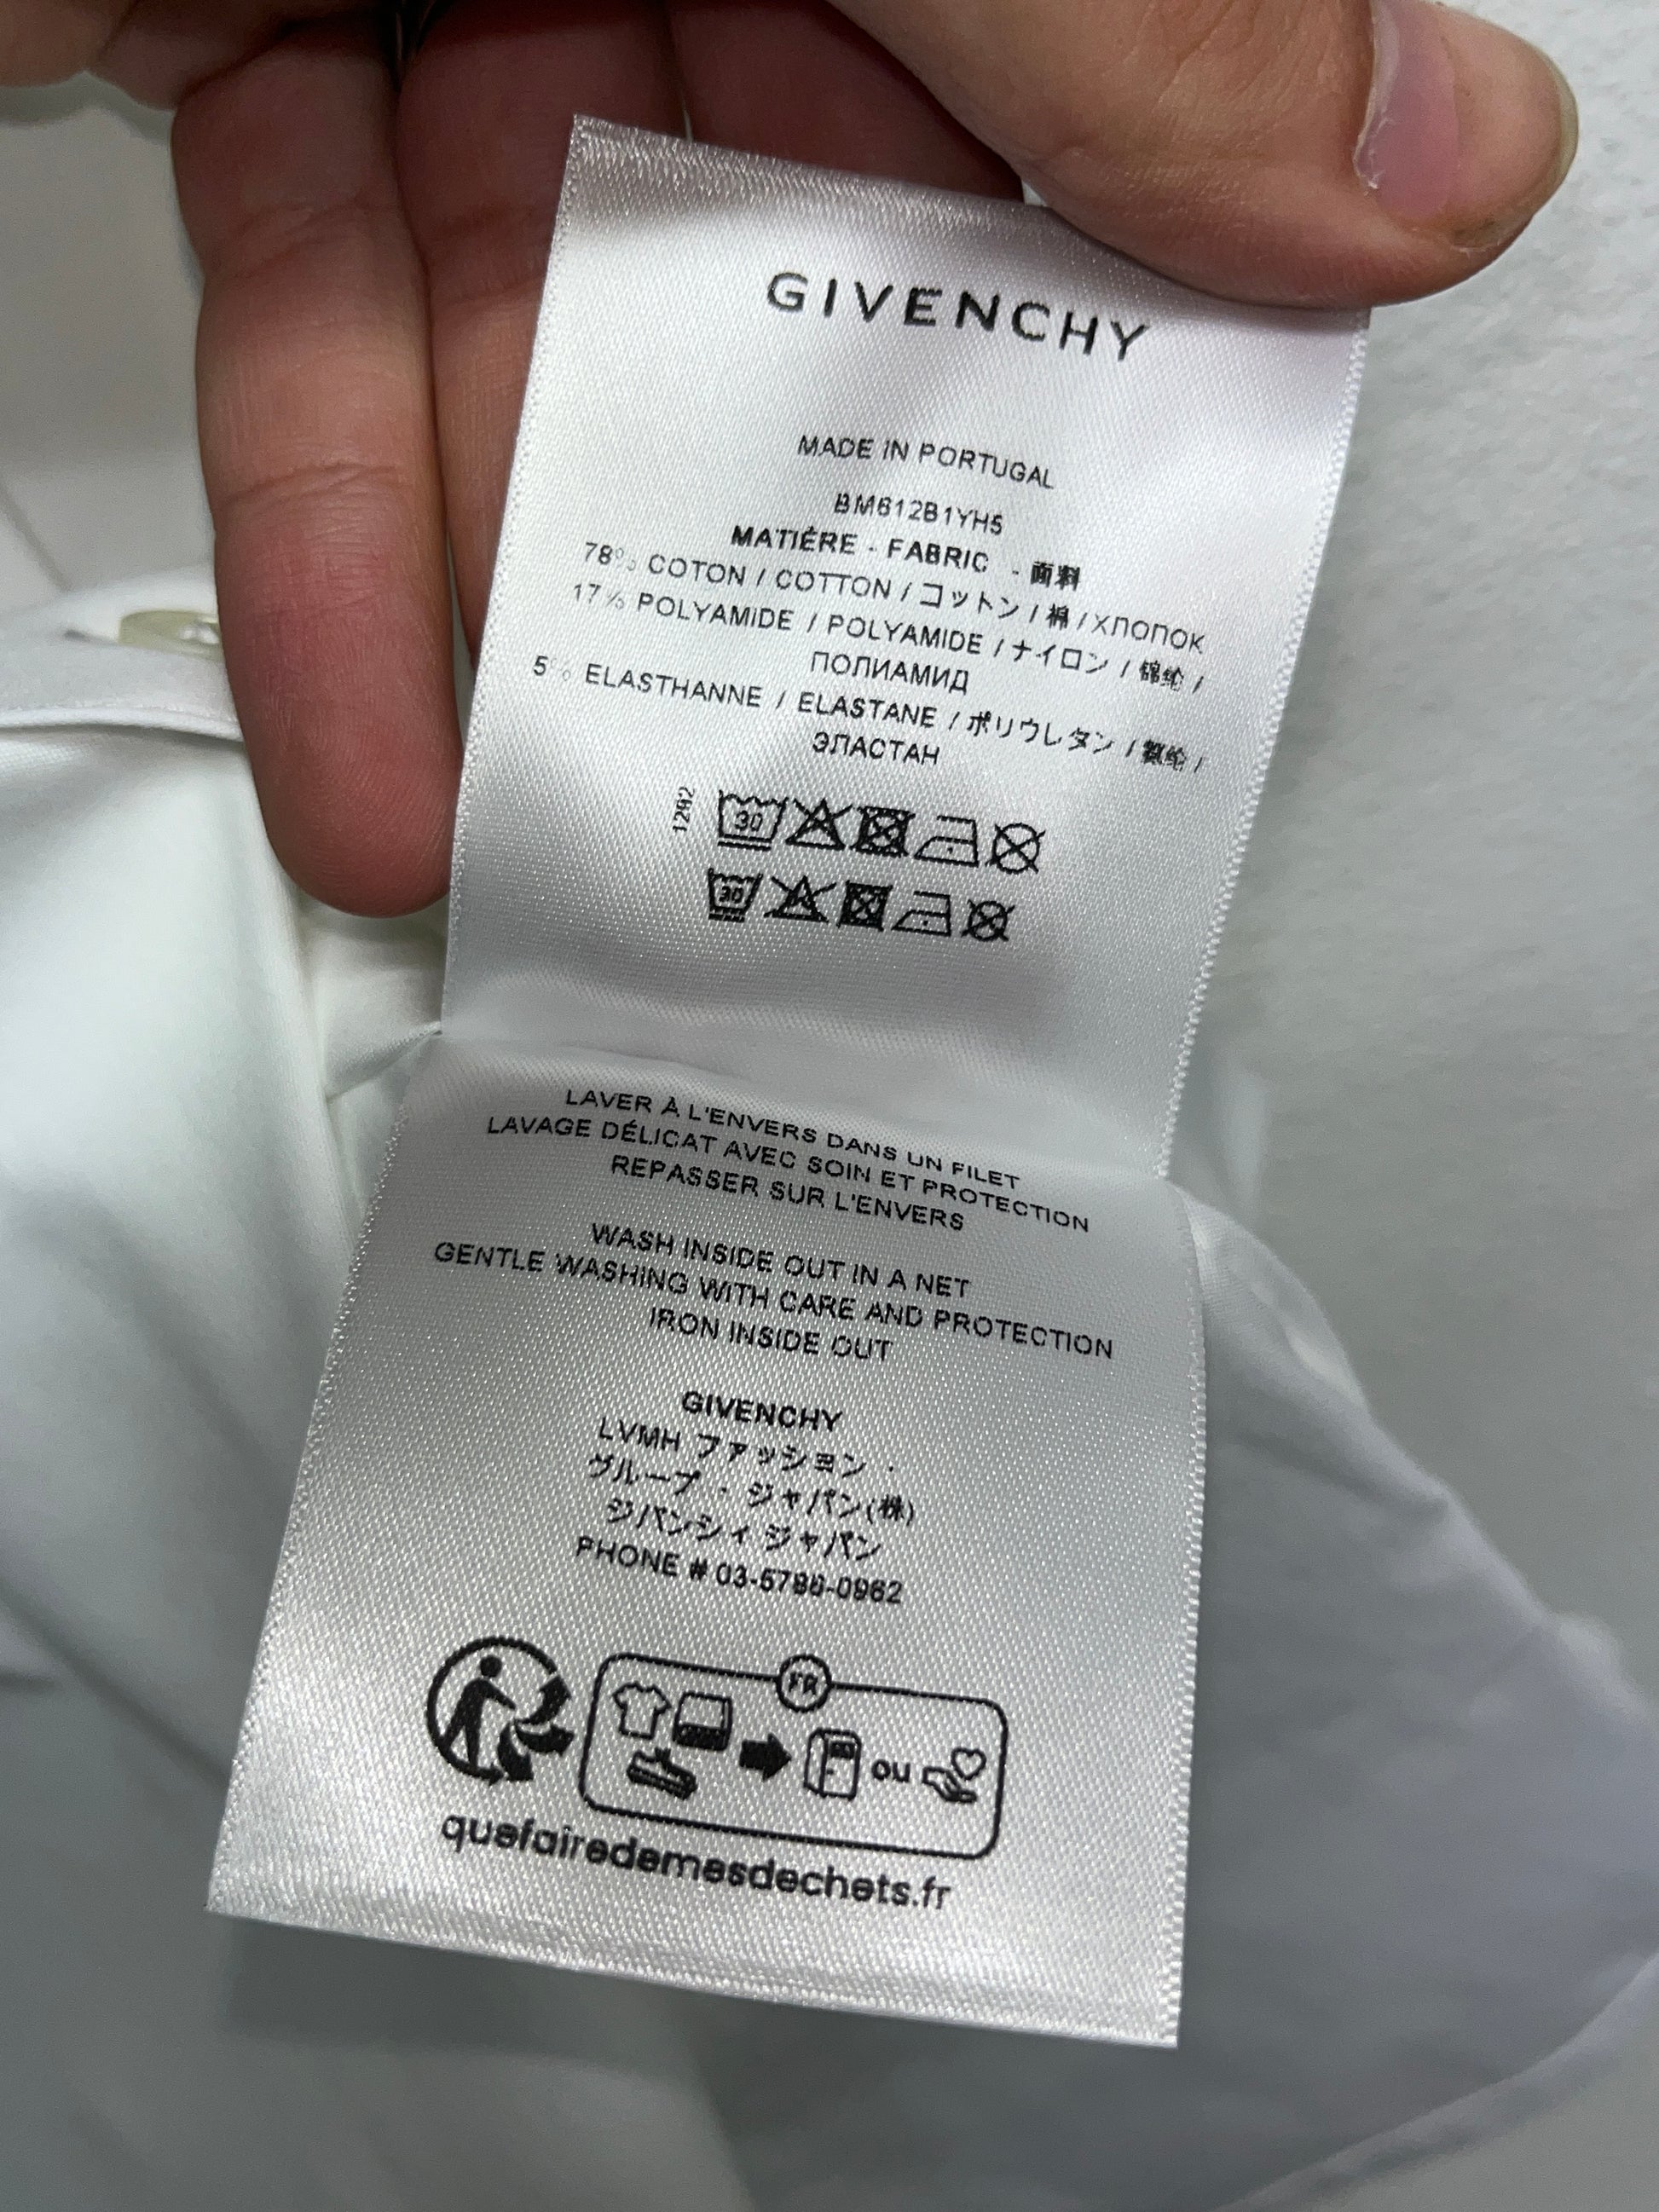 GIVENCHY
MADE IN PORTUGAL
BM612B1YH5
MATIÈRE - FABRIC - 面料
78% COTON / COTTON / コットン / 棉 / ХЛОПОК
17% POLYAMIDE / POLYAMIDE / ナイロン / 锦纶 /
ПОЛИАМИД
5% ELASTHANNE / ELASTANE / ポリウレタン / 氨纶 /
ЭЛАСТАН
1292
30
30
LAVER À L'ENVERS DANS UN FILET
LAVAGE DÉLICAT AVEC SOIN ET PROTECTION
REPASSER SUR L'ENVERS
WASH INSIDE OUT IN A NET
GENTLE WASHING WITH CARE AND PROTECTION
IRON INSIDE OUT
GIVENCHY
LVMH ファッション・
グループ・ジャパン(株)
ジバンシィ ジャパン
PHONE # 03-5786-0962
FR
ou
quefairedemesdechets.fr